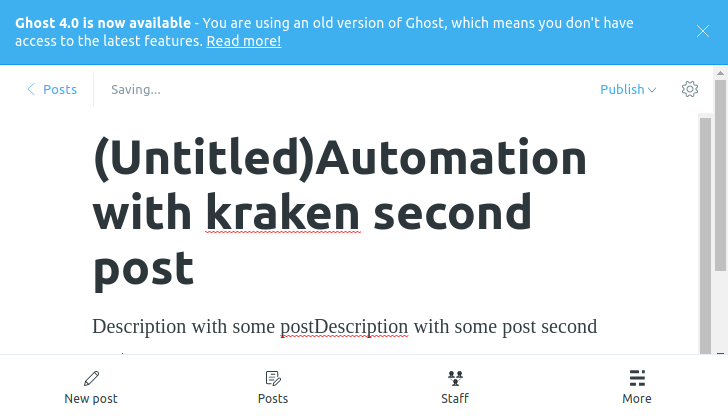 Ghost 4.0 is now available - You are using an old version of Ghost, which means you don't have
access to the latest features. Read more!
Posts
Saving...
Publish
(Untitled)Automation
with kraken second
post
Description with some postDescription with some post second
New post
Posts
Staff
More